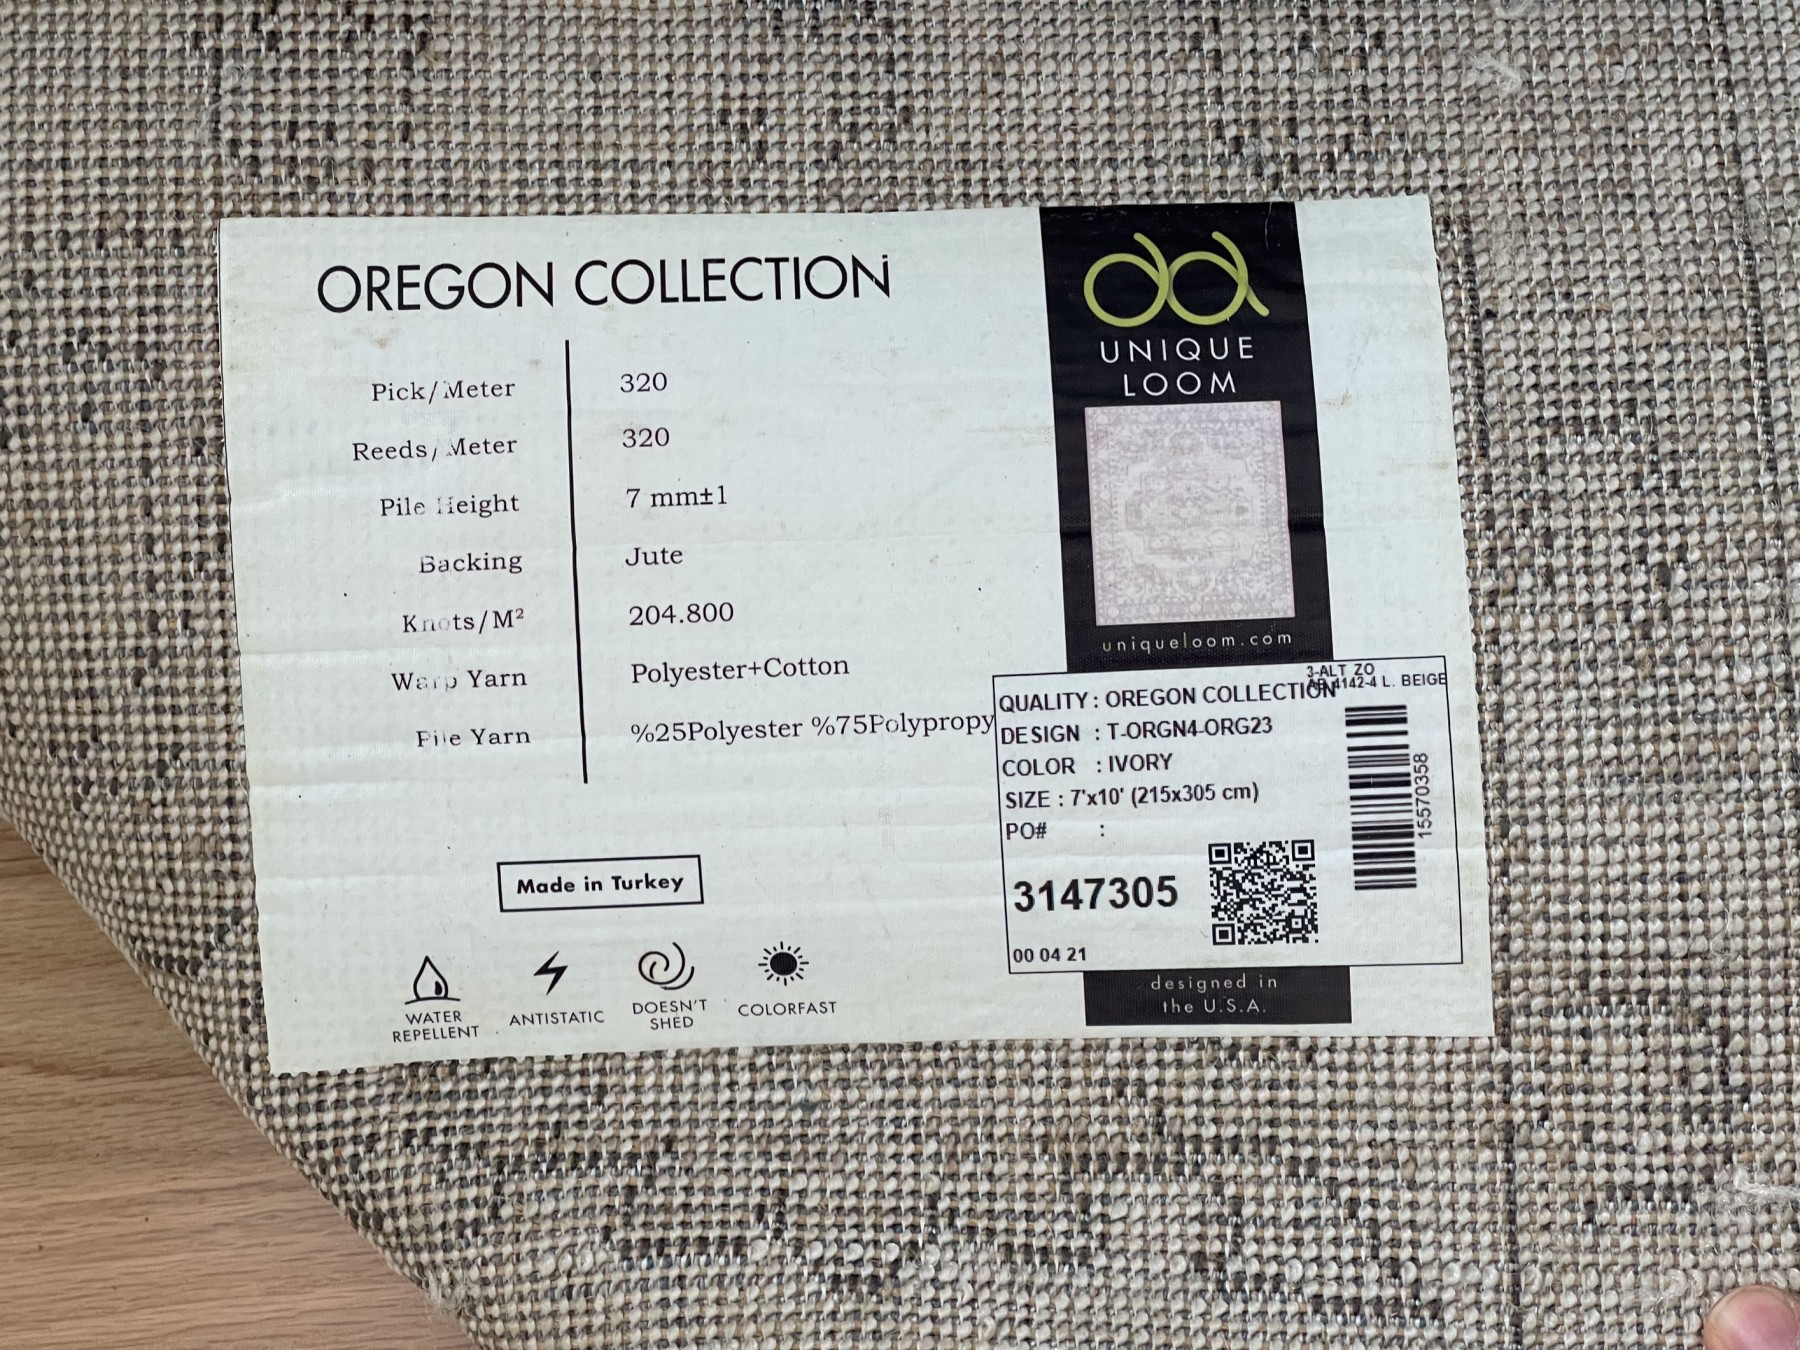 OREGON COLLECTION
Pick/Meter 320
Reeds/Meter 320
Pile Height 7 mm±1
Backing Jute
Knots/M² 204.800
Warp Yarn Polyester+Cotton
Pile Yarn %25Polyester %75Polypropy
Made in Turkey
WATER
REPELLENT
ANTISTATIC
DOESN'T
SHED
COLORFAST
UNIQUE
LOOM
uniqueloom.com
3-ALT ZO
4142-4 L. BEIGE
QUALITY : OREGON COLLECTION
DESIGN : T-ORGN4-ORG23
COLOR : IVORY
SIZE : 7'x10' (215x305 cm)
PO# :
3147305
00 04 21
15570358
designed in
the U.S.A.